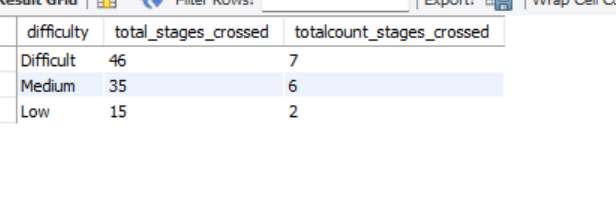 Result Grid | Filter Rows: | Export: | Wrap Cell Co
difficulty total_stages_crossed totalcount_stages_crossed
Difficult 46 7
Medium 35 6
Low 15 2